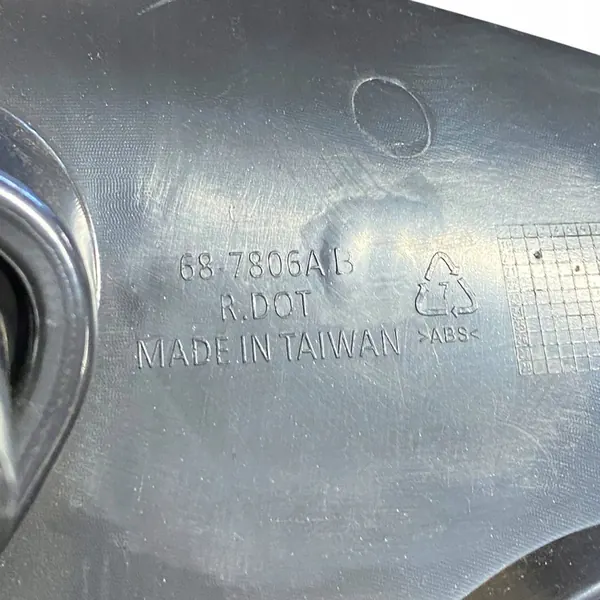 68-7806AB
R.DOT
MADE IN TAIWAN
7
>ABS<